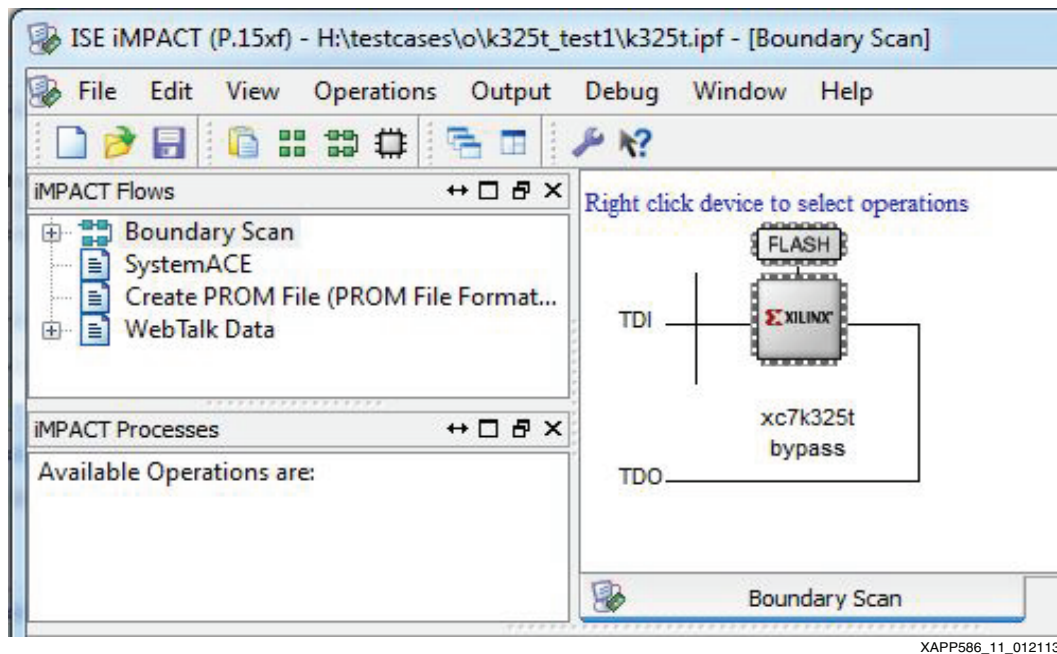 ISE iMPACT (P.15xf) - H:\testcases\o\k325t_test1\k325t.ipf - [Boundary Scan]
File Edit View Operations Output Debug Window Help
iMPACT Flows
Boundary Scan
SystemACE
Create PROM File (PROM File Format...
WebTalk Data
iMPACT Processes
Available Operations are:
Right click device to select operations
FLASH
TDI
XILINX
xc7k325t
bypass
TDO
Boundary Scan
XAPP586_11_012113